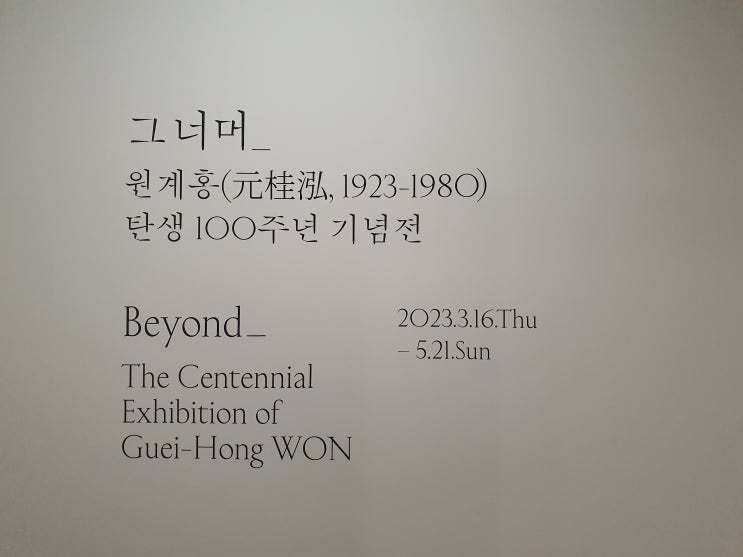 그 너머_
원계홍(元桂泓, 1923-1980)
탄생 100주년 기념전
Beyond_
The Centennial
Exhibition of
Guei-Hong WON
2023.3.16.Thu
– 5.21.Sun